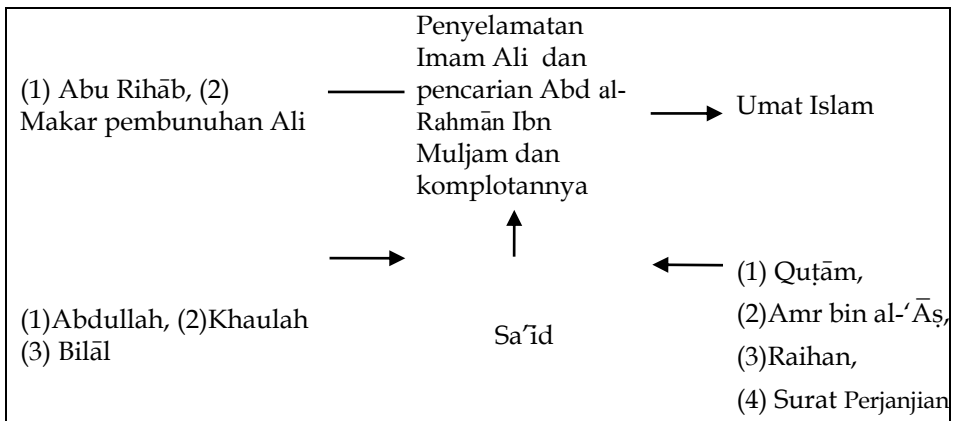 Penyelamatan
Imam Ali dan
pencarian Abd al-
Rahmān Ibn
Muljam dan
komplotannya
(1) Abu Rihāb, (2)
Makar pembunuhan Ali
Umat Islam
(1)Abdullah, (2)Khaulah
(3) Bilāl
Sa’īd
(1) Quṭām,
(2)Amr bin al-‘Āṣ,
(3)Raihan,
(4) Surat Perjanjian